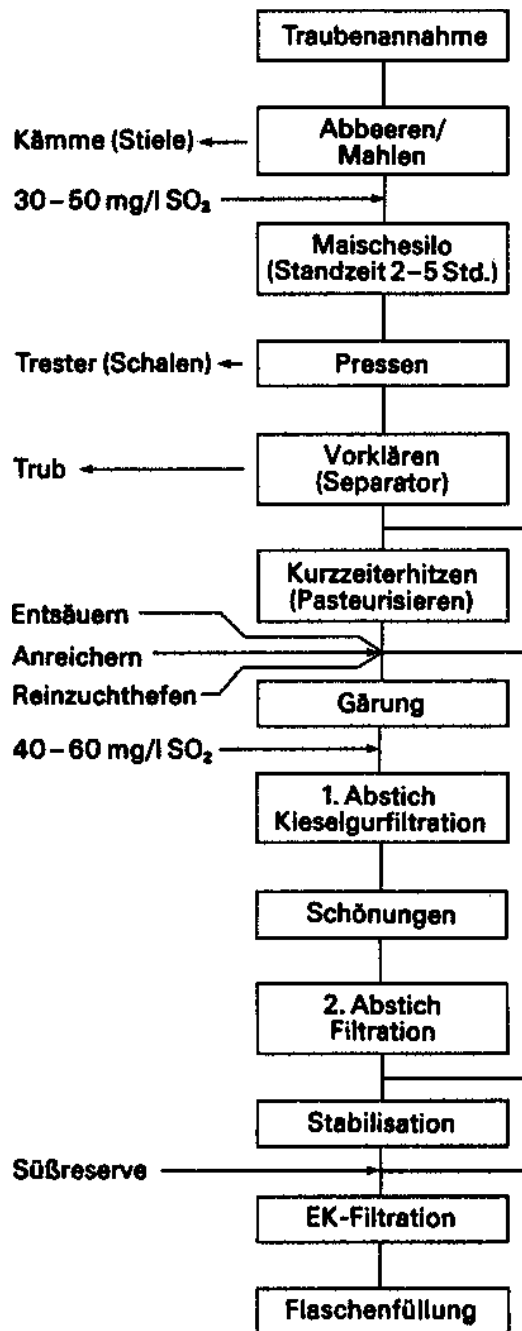 Traubenannahme
Kämme (Stiele)
Abbeeren/
Mahlen
30–50 mg/l SO₂
Maischesilo
(Standzeit 2–5 Std.)
Trester (Schalen)
Pressen
Trub
Vorklären
(Separator)
Kurzzeiterhitzen
(Pasteurisieren)
Entsäuern
Anreichern
Reinzuchthefen
Gärung
40–60 mg/l SO₂
1. Abstich
Kieselgurfiltration
Schönungen
2. Abstich
Filtration
Stabilisation
Süßreserve
EK-Filtration
Flaschenfüllung